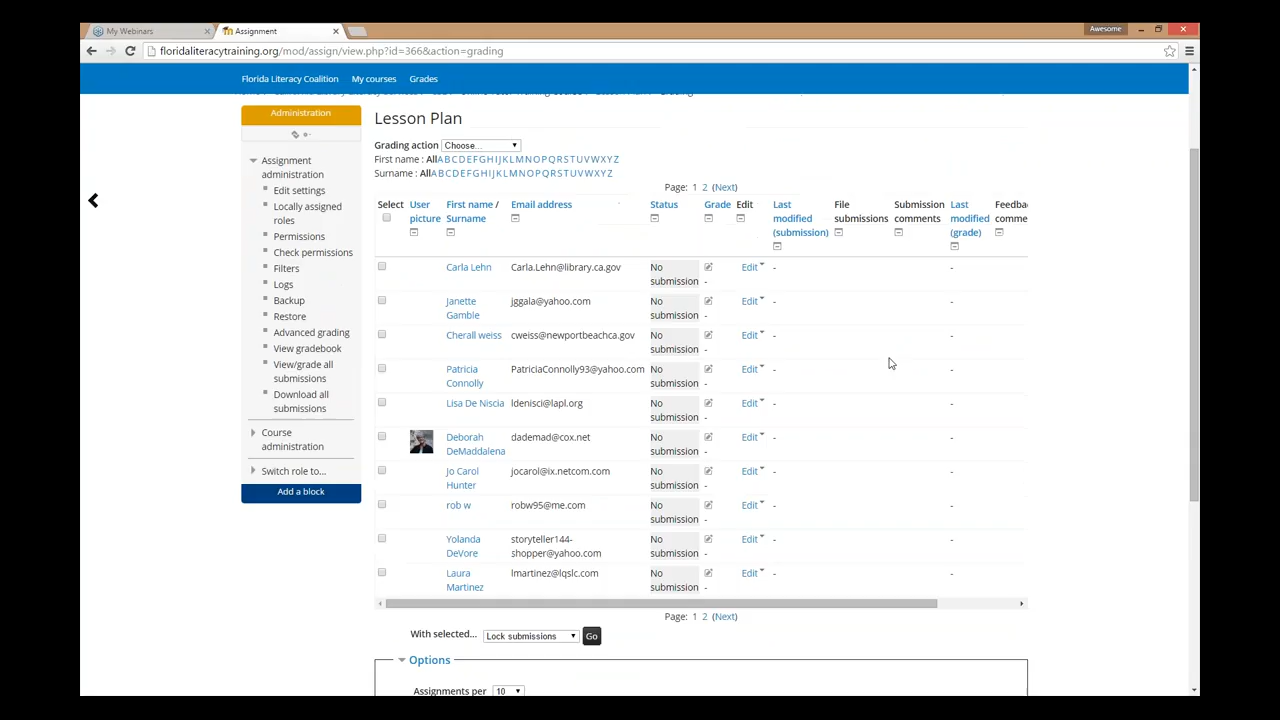 My Webinars
Assignment
Awesome
floridaliteracytraining.org/mod/assign/view.php?id=366&action=grading
Florida Literacy Coalition My courses Grades
Administration
Assignment
administration
Edit settings
Locally assigned
roles
Permissions
Check permissions
Filters
Logs
Backup
Restore
Advanced grading
View gradebook
View/grade all
submissions
Download all
submissions
Course
administration
Switch role to...
Add a block
Lesson Plan
Grading action Choose...
First name : All A B C D E F G H I J K L M N O P Q R S T U V W X Y Z
Surname : All A B C D E F G H I J K L M N O P Q R S T U V W X Y Z
Page: 1 2 (Next)
Select User picture First name / Surname Email address Status Grade Edit Last modified (submission) File submissions Submission comments Last modified (grade) Feedba comme
Carla Lehn Carla.Lehn@library.ca.gov No submission - Edit - -
Janette Gamble jggala@yahoo.com No submission - Edit - -
Cherall weiss cweiss@newportbeachca.gov No submission - Edit - -
Patricia Connolly PatriciaConnolly93@yahoo.com No submission - Edit - -
Lisa De Niscia ldenisci@lapl.org No submission - Edit - -
Deborah DeMaddalena dademad@cox.net No submission - Edit - -
Jo Carol Hunter jocarol@ix.netcom.com No submission - Edit - -
rob w robw95@me.com No submission - Edit - -
Yolanda DeVore storyteller144-shopper@yahoo.com No submission - Edit - -
Laura Martinez lmartinez@lqslc.com No submission - Edit - -
Page: 1 2 (Next)
With selected... Lock submissions Go
Options
Assignments per 10